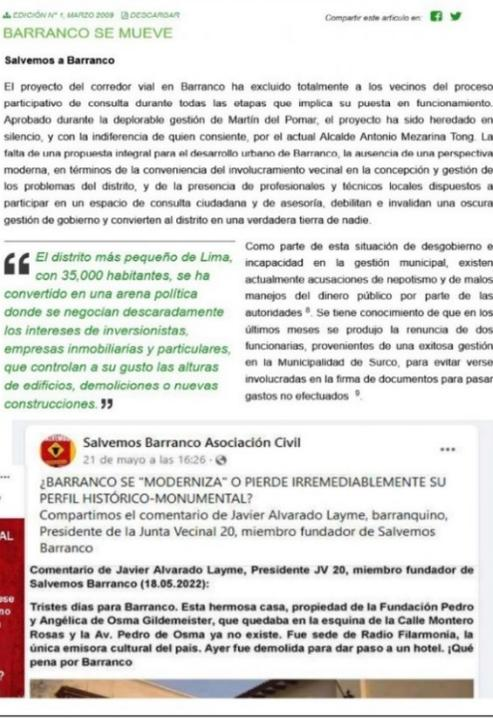 EDICIÓN N° 1, MARZO 2009 DESCARGAR
Compartir este artículo en:
BARRANCO SE MUEVE
Salvemos a Barranco
El proyecto del corredor vial en Barranco ha excluido totalmente a los vecinos del proceso
participativo de consulta durante todas las etapas que implica su puesta en funcionamiento.
Aprobado durante la deplorable gestión de Martín del Pomar, el proyecto ha sido heredado en
silencio, y con la indiferencia de quien consiente, por el actual Alcalde Antonio Mezarina Tong. La
falta de una propuesta integral para el desarrollo urbano de Barranco, la ausencia de una perspectiva
moderna, en términos de la conveniencia del involucramiento vecinal en la concepción y gestión de
los problemas del distrito, y de la presencia de profesionales y técnicos locales dispuestos a
participar en un espacio de consulta ciudadana y de asesoría, debilitan e invalidan una oscura
gestión de gobierno y convierten al distrito en una verdadera tierra de nadie.
“ El distrito más pequeño de Lima,
con 35,000 habitantes, se ha
convertido en una arena política
donde se negocian descaradamente
los intereses de inversionistas,
empresas inmobiliarias y particulares,
que controlan a su gusto las alturas
de edificios, demoliciones o nuevas
construcciones. ”
Como parte de esta situación de desgobierno e
incapacidad en la gestión municipal, existen
actualmente acusaciones de nepotismo y de malos
manejos del dinero público por parte de las
autoridades 8. Se tiene conocimiento de que en los
últimos meses se produjo la renuncia de dos
funcionarias, provenientes de una exitosa gestión
en la Municipalidad de Surco, para evitar verse
involucradas en la firma de documentos para pasar
gastos no efectuados 9.
Salvemos Barranco Asociación Civil
21 de mayo a las 16:26 ·
¿BARRANCO SE "MODERNIZA" O PIERDE IRREMEDIABLEMENTE SU
PERFIL HISTÓRICO-MONUMENTAL?
Compartimos el comentario de Javier Alvarado Layme, barranquino,
Presidente de la Junta Vecinal 20, miembro fundador de Salvemos
Barranco
Comentario de Javier Alvarado Layme, Presidente JV 20, miembro fundador de
Salvemos Barranco (18.05.2022):
Tristes días para Barranco. Esta hermosa casa, propiedad de la Fundación Pedro
y Angélica de Osma Gildemeister, que quedaba en la esquina de la Calle Montero
Rosas y la Av. Pedro de Osma ya no existe. Fue sede de Radio Filarmonía, la
única emisora cultural del país. Ayer fue demolida para dar paso a un hotel. ¡Qué
pena por Barranco
AL
ese
no
?